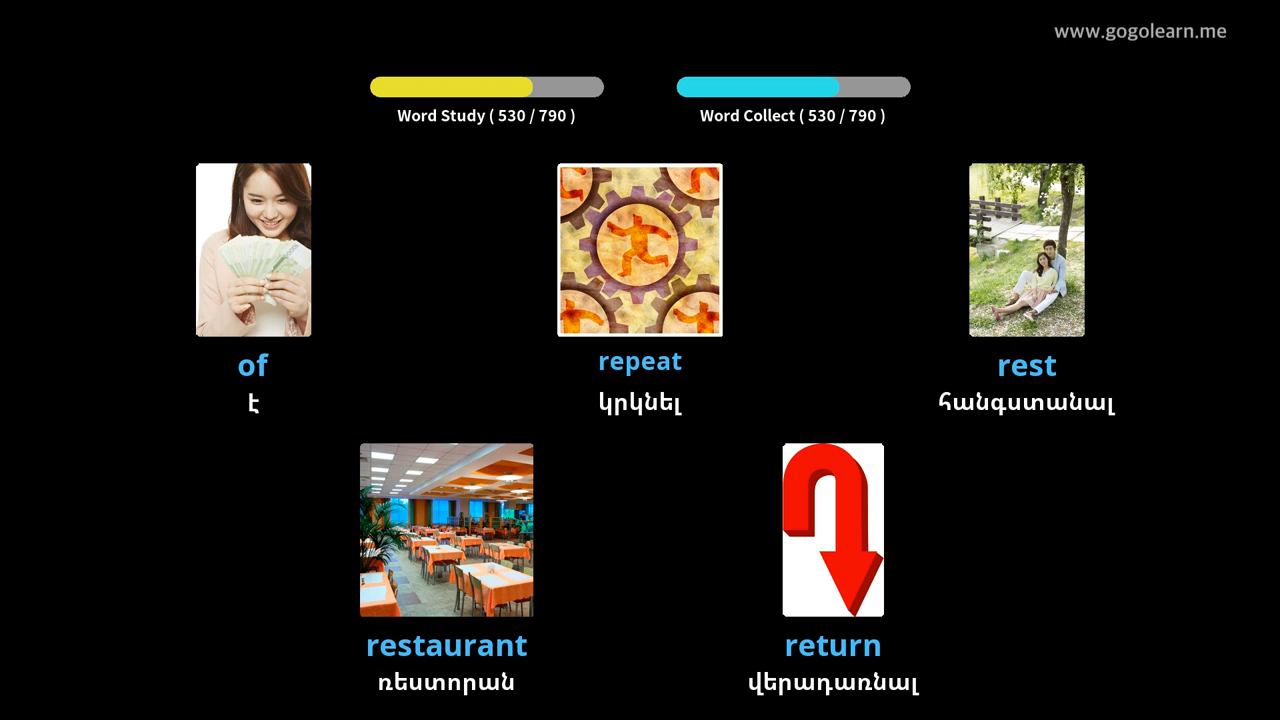 www.gogolearn.me
Word Study ( 530 / 790 )
Word Collect ( 530 / 790 )
of
է
repeat
կրկնել
rest
հանգստանալ
restaurant
ռեստորան
return
վերադառնալ